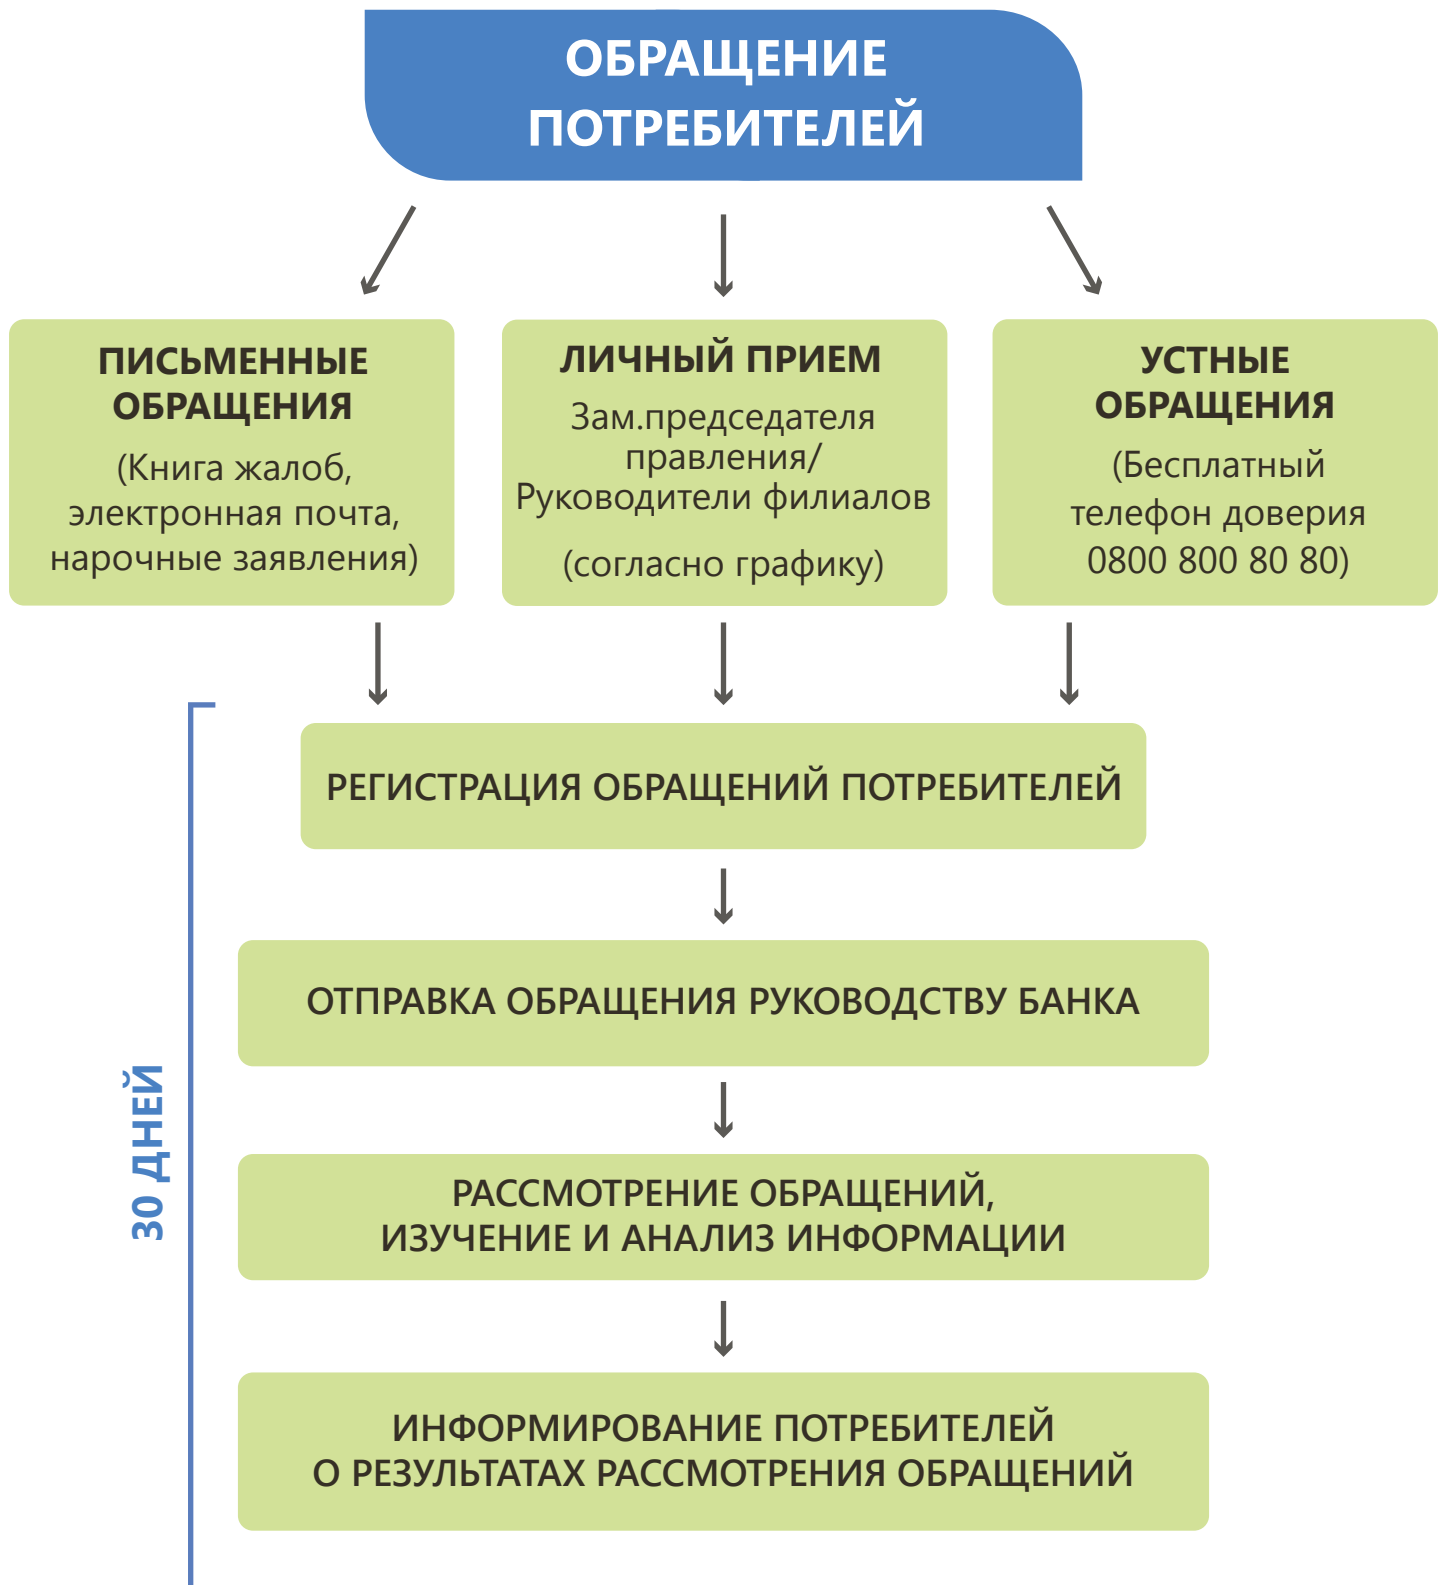 ОБРАЩЕНИЕ
ПОТРЕБИТЕЛЕЙ
ПИСЬМЕННЫЕ
ОБРАЩЕНИЯ
(Книга жалоб,
электронная почта,
нарочные заявления)
ЛИЧНЫЙ ПРИЕМ
Зам.председателя
правления/
Руководители филиалов
(согласно графику)
УСТНЫЕ
ОБРАЩЕНИЯ
(Бесплатный
телефон доверия
0800 800 80 80)
30 ДНЕЙ
РЕГИСТРАЦИЯ ОБРАЩЕНИЙ ПОТРЕБИТЕЛЕЙ
ОТПРАВКА ОБРАЩЕНИЯ РУКОВОДСТВУ БАНКА
РАССМОТРЕНИЕ ОБРАЩЕНИЙ,
ИЗУЧЕНИЕ И АНАЛИЗ ИНФОРМАЦИИ
ИНФОРМИРОВАНИЕ ПОТРЕБИТЕЛЕЙ
О РЕЗУЛЬТАТАХ РАССМОТРЕНИЯ ОБРАЩЕНИЙ